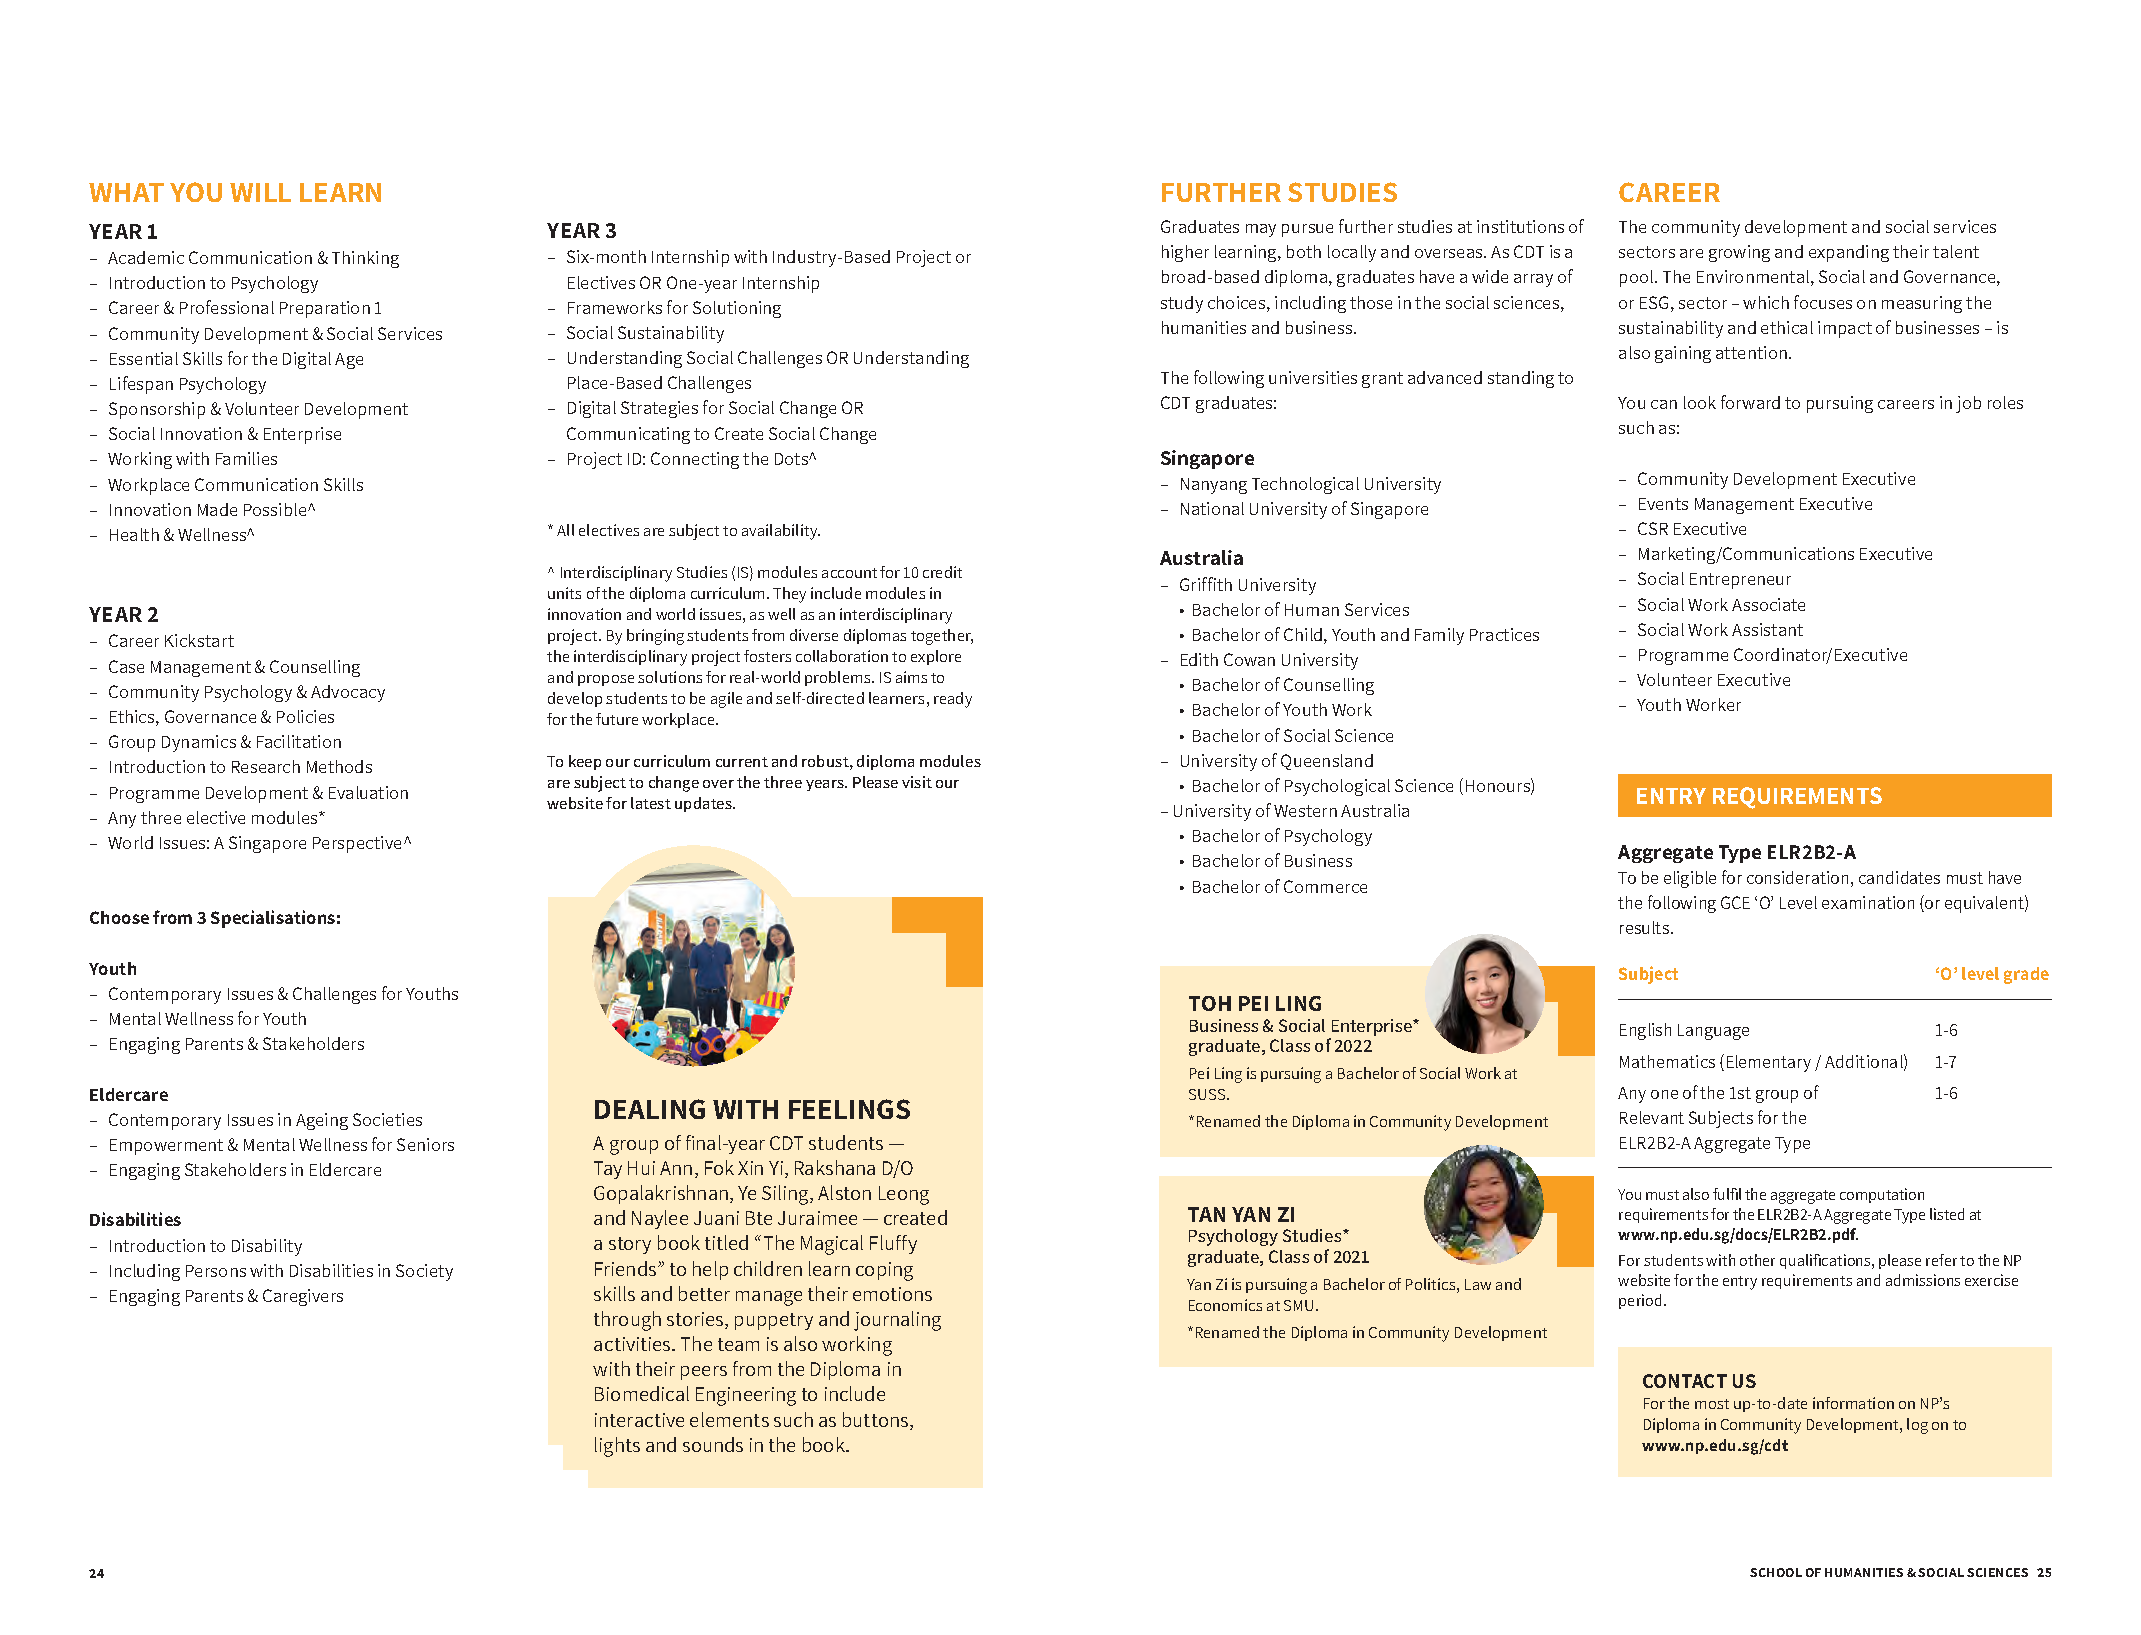 WHAT YOU WILL LEARN
YEAR 1
– Academic Communication & Thinking
– Introduction to Psychology
– Career & Professional Preparation 1
– Community Development & Social Services
– Essential Skills for the Digital Age
– Lifespan Psychology
– Sponsorship & Volunteer Development
– Social Innovation & Enterprise
– Working with Families
– Workplace Communication Skills
– Innovation Made Possible^
– Health & Wellness^
YEAR 2
– Career Kickstart
– Case Management & Counselling
– Community Psychology & Advocacy
– Ethics, Governance & Policies
– Group Dynamics & Facilitation
– Introduction to Research Methods
– Programme Development & Evaluation
– Any three elective modules*
– World Issues: A Singapore Perspective^
Choose from 3 Specialisations:
Youth
– Contemporary Issues & Challenges for Youths
– Mental Wellness for Youth
– Engaging Parents & Stakeholders
Eldercare
– Contemporary Issues in Ageing Societies
– Empowerment & Mental Wellness for Seniors
– Engaging Stakeholders in Eldercare
Disabilities
– Introduction to Disability
– Including Persons with Disabilities in Society
– Engaging Parents & Caregivers
YEAR 3
– Six-month Internship with Industry-Based Project or
Electives OR One-year Internship
– Frameworks for Solutioning
– Social Sustainability
– Understanding Social Challenges OR Understanding
Place-Based Challenges
– Digital Strategies for Social Change OR
Communicating to Create Social Change
– Project ID: Connecting the Dots^
* All electives are subject to availability.
^ Interdisciplinary Studies (IS) modules account for 10 credit
units of the diploma curriculum. They include modules in
innovation and world issues, as well as an interdisciplinary
project. By bringing students from diverse diplomas together,
the interdisciplinary project fosters collaboration to explore
and propose solutions for real-world problems. IS aims to
develop students to be agile and self-directed learners, ready
for the future workplace.
To keep our curriculum current and robust, diploma modules
are subject to change over the three years. Please visit our
website for latest updates.
DEALING WITH FEELINGS
A group of final-year CDT students —
Tay Hui Ann, Fok Xin Yi, Rakshana D/O
Gopalakrishnan, Ye Siling, Alston Leong
and Naylee Juani Bte Juraimee — created
a story book titled “The Magical Fluffy
Friends” to help children learn coping
skills and better manage their emotions
through stories, puppetry and journaling
activities. The team is also working
with their peers from the Diploma in
Biomedical Engineering to include
interactive elements such as buttons,
lights and sounds in the book.
24
FURTHER STUDIES
Graduates may pursue further studies at institutions of
higher learning, both locally and overseas. As CDT is a
broad-based diploma, graduates have a wide array of
study choices, including those in the social sciences,
humanities and business.
The following universities grant advanced standing to
CDT graduates:
Singapore
– Nanyang Technological University
– National University of Singapore
Australia
– Griffith University
• Bachelor of Human Services
• Bachelor of Child, Youth and Family Practices
– Edith Cowan University
• Bachelor of Counselling
• Bachelor of Youth Work
• Bachelor of Social Science
– University of Queensland
• Bachelor of Psychological Science (Honours)
– University of Western Australia
• Bachelor of Psychology
• Bachelor of Business
• Bachelor of Commerce
TOH PEI LING
Business & Social Enterprise*
graduate, Class of 2022
Pei Ling is pursuing a Bachelor of Social Work at
SUSS.
*Renamed the Diploma in Community Development
TAN YAN ZI
Psychology Studies*
graduate, Class of 2021
Yan Zi is pursuing a Bachelor of Politics, Law and
Economics at SMU.
*Renamed the Diploma in Community Development
CAREER
The community development and social services
sectors are growing and expanding their talent
pool. The Environmental, Social and Governance,
or ESG, sector – which focuses on measuring the
sustainability and ethical impact of businesses – is
also gaining attention.
You can look forward to pursuing careers in job roles
such as:
– Community Development Executive
– Events Management Executive
– CSR Executive
– Marketing/Communications Executive
– Social Entrepreneur
– Social Work Associate
– Social Work Assistant
– Programme Coordinator/Executive
– Volunteer Executive
– Youth Worker
ENTRY REQUIREMENTS
Aggregate Type ELR2B2-A
To be eligible for consideration, candidates must have
the following GCE ‘O’ Level examination (or equivalent)
results.
Subject ‘O’ level grade
English Language 1-6
Mathematics (Elementary / Additional) 1-7
Any one of the 1st group of 1-6
Relevant Subjects for the
ELR2B2-A Aggregate Type
You must also fulfil the aggregate computation
requirements for the ELR2B2-A Aggregate Type listed at
www.np.edu.sg/docs/ELR2B2.pdf.
For students with other qualifications, please refer to the NP
website for the entry requirements and admissions exercise
period.
CONTACT US
For the most up-to-date information on NP’s
Diploma in Community Development, log on to
www.np.edu.sg/cdt
SCHOOL OF HUMANITIES & SOCIAL SCIENCES 25